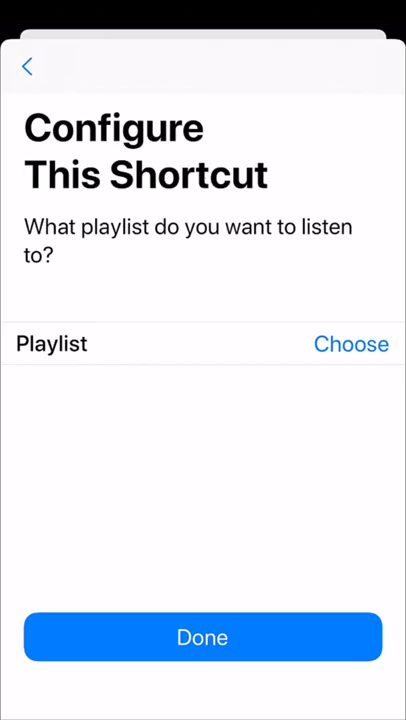 Configure
This Shortcut
What playlist do you want to listen
to?
Playlist Choose
Done